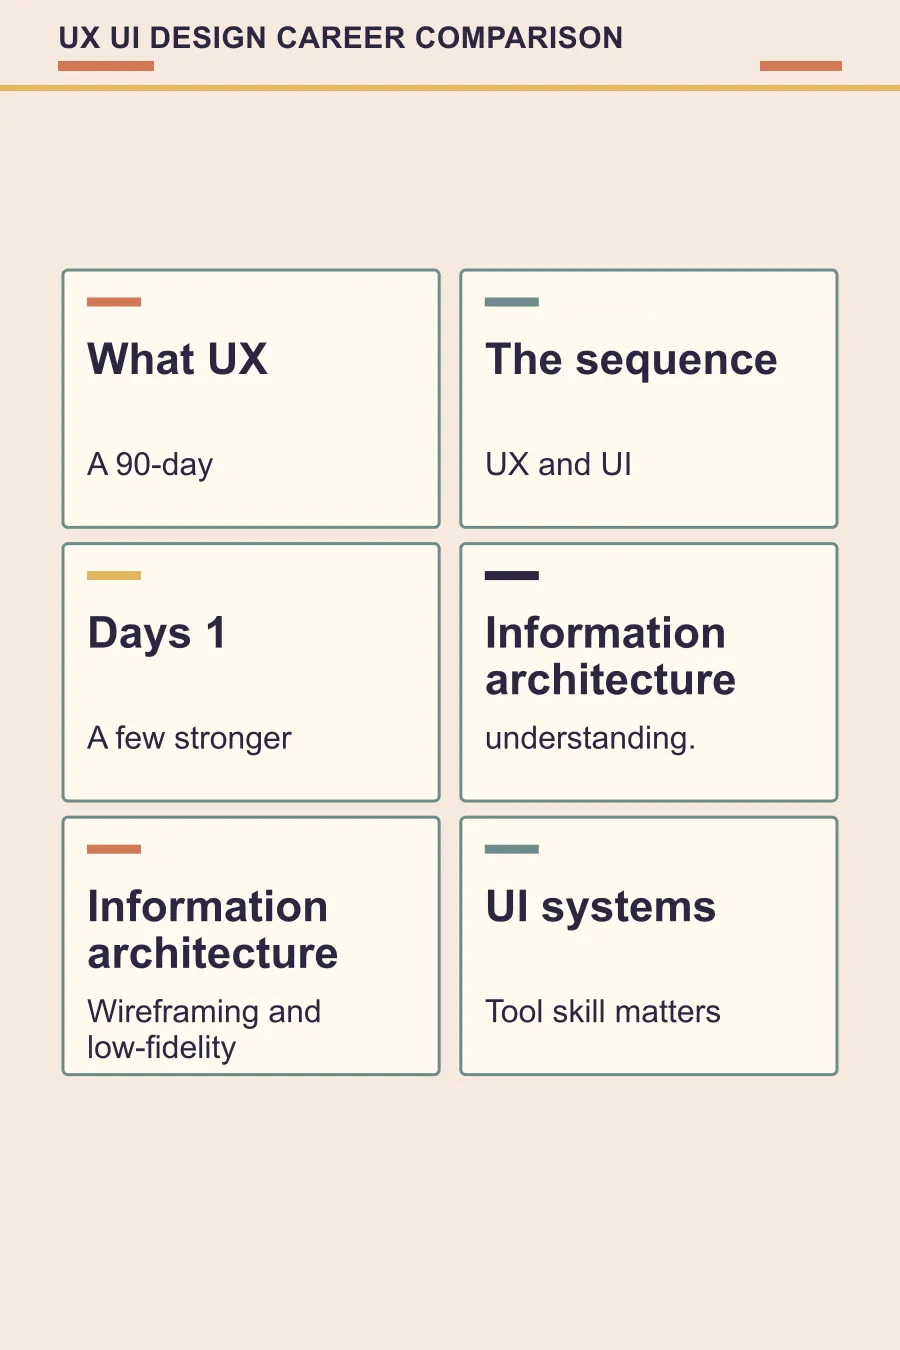 UX UI DESIGN CAREER COMPARISON
What UX
A 90-day
The sequence
UX and UI
Days 1
A few stronger
Information
architecture
understanding.
Information
architecture
Wireframing and
low-fidelity
UI systems
Tool skill matters